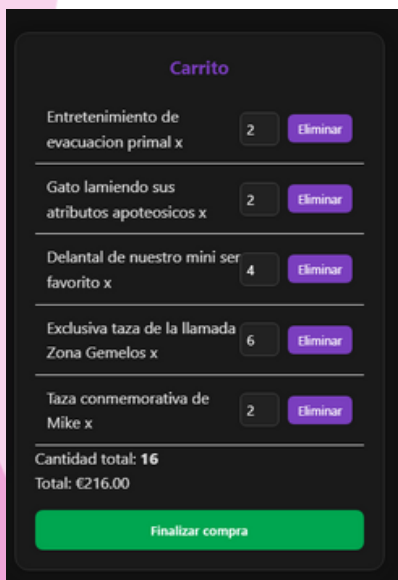 Carrito
Entretenimiento de
evacuacion primal x
2
Eliminar
Gato lamiendo sus
atributos apoteosicos x
2
Eliminar
Delantal de nuestro mini ser
favorito x
4
Eliminar
Exclusiva taza de la llamada
Zona Gemelos x
6
Eliminar
Taza conmemorativa de
Mike x
2
Eliminar
Cantidad total: 16
Total: €216.00
Finalizar compra